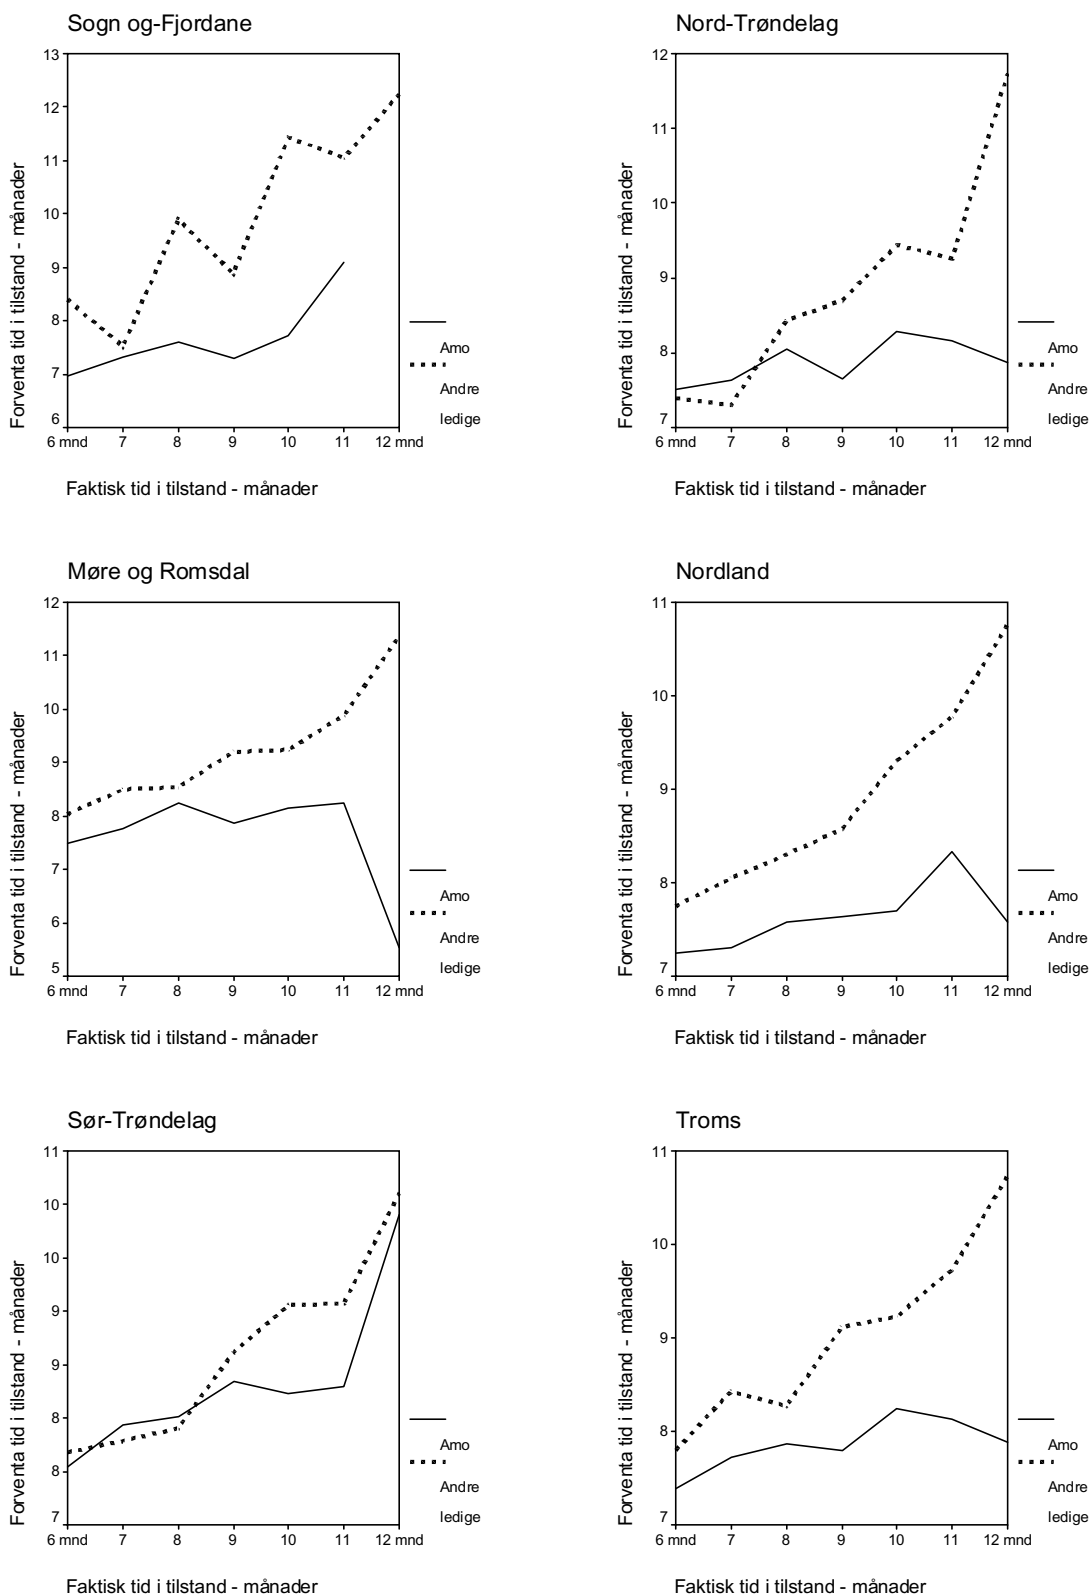 Sogn og-Fjordane
13
12
11
10
9
8
7
6
6 mnd 7 8 9 10 11 12 mnd
Forventa tid i tilstand - månader
Faktisk tid i tilstand - månader
Amo
Andre
ledige
Nord-Trøndelag
12
11
10
9
8
7
6 mnd 7 8 9 10 11 12 mnd
Forventa tid i tilstand - månader
Faktisk tid i tilstand - månader
Amo
Andre
ledige
Møre og Romsdal
12
11
10
9
8
7
6
5
6 mnd 7 8 9 10 11 12 mnd
Forventa tid i tilstand - månader
Faktisk tid i tilstand - månader
Amo
Andre
ledige
Nordland
11
10
9
8
7
6 mnd 7 8 9 10 11 12 mnd
Forventa tid i tilstand - månader
Faktisk tid i tilstand - månader
Amo
Andre
ledige
Sør-Trøndelag
11
10
10
9
9
8
8
7
6 mnd 7 8 9 10 11 12 mnd
Forventa tid i tilstand - månader
Faktisk tid i tilstand - månader
Amo
Andre
ledige
Troms
11
10
9
8
7
6 mnd 7 8 9 10 11 12 mnd
Forventa tid i tilstand - månader
Faktisk tid i tilstand - månader
Amo
Andre
ledige